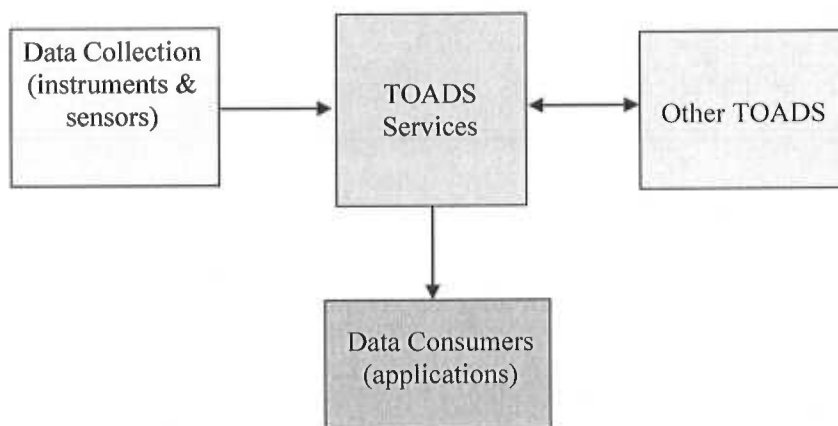 Data Collection
(instruments &
sensors)
TOADS
Services
Other TOADS
Data Consumers
(applications)